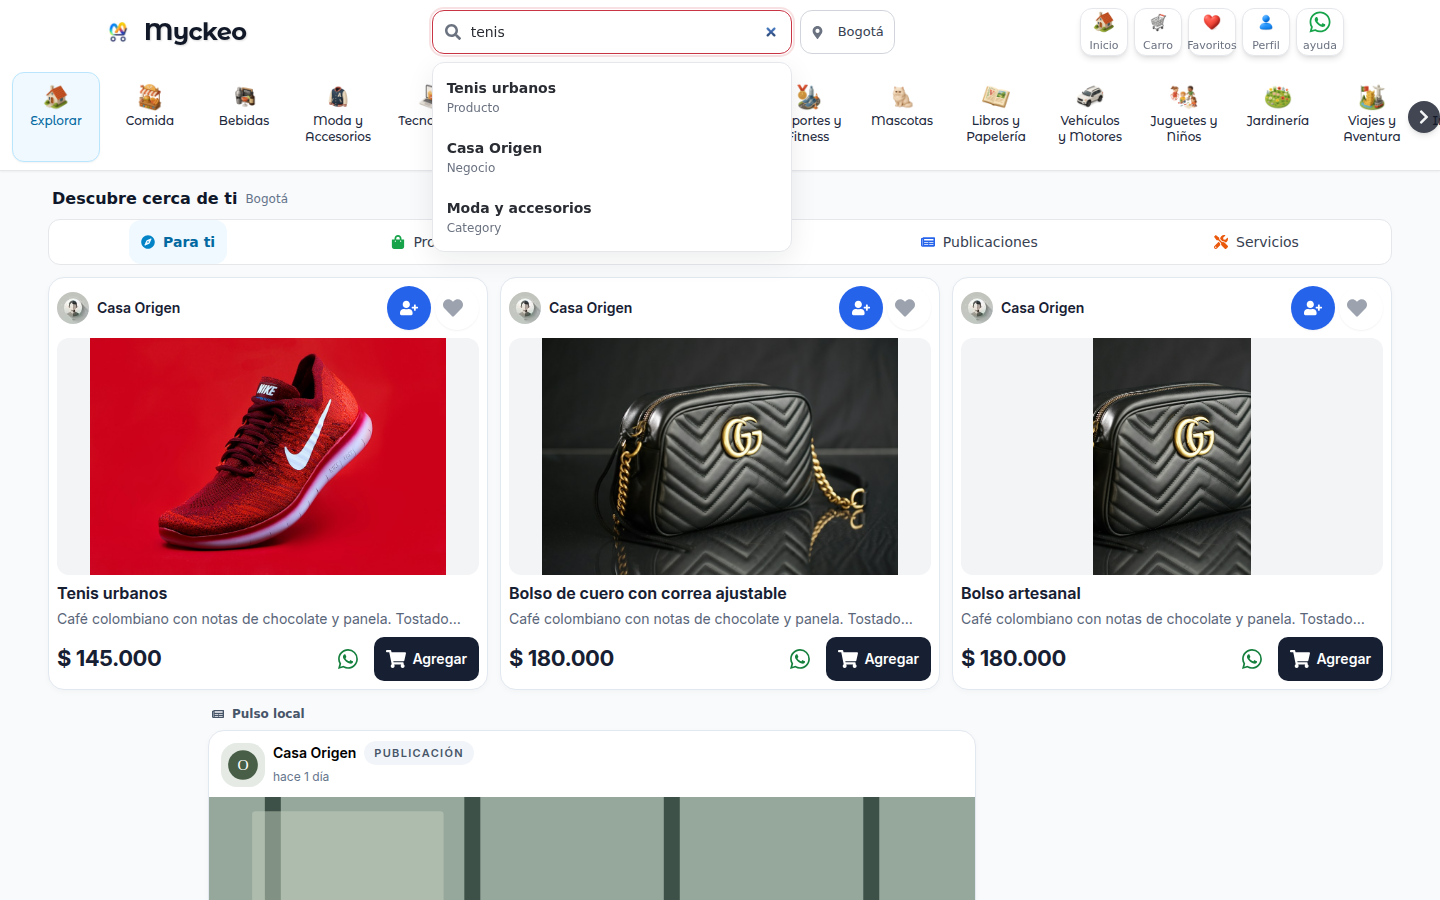 Myckeo
tenis
Bogotá
Inicio
Carro
Favoritos
Perfil
ayuda
Tenis urbanos
Producto
Casa Origen
Negocio
Moda y accesorios
Category
Explorar
Comida
Bebidas
Moda y
Accesorios
Tecno
portes y
Fitness
Mascotas
Libros y
Papelería
Vehículos
y Motores
Juguetes y
Niños
Jardinería
Viajes y
Aventura
Descubre cerca de ti Bogotá
Para ti
Pro
Publicaciones
Servicios
Casa Origen
NIKE
Tenis urbanos
Café colombiano con notas de chocolate y panela. Tostado...
$ 145.000
Agregar
Casa Origen
Bolso de cuero con correa ajustable
Café colombiano con notas de chocolate y panela. Tostado...
$ 180.000
Agregar
Casa Origen
Bolso artesanal
Café colombiano con notas de chocolate y panela. Tostado...
$ 180.000
Agregar
Pulso local
O
Casa Origen PUBLICACIÓN
hace 1 día